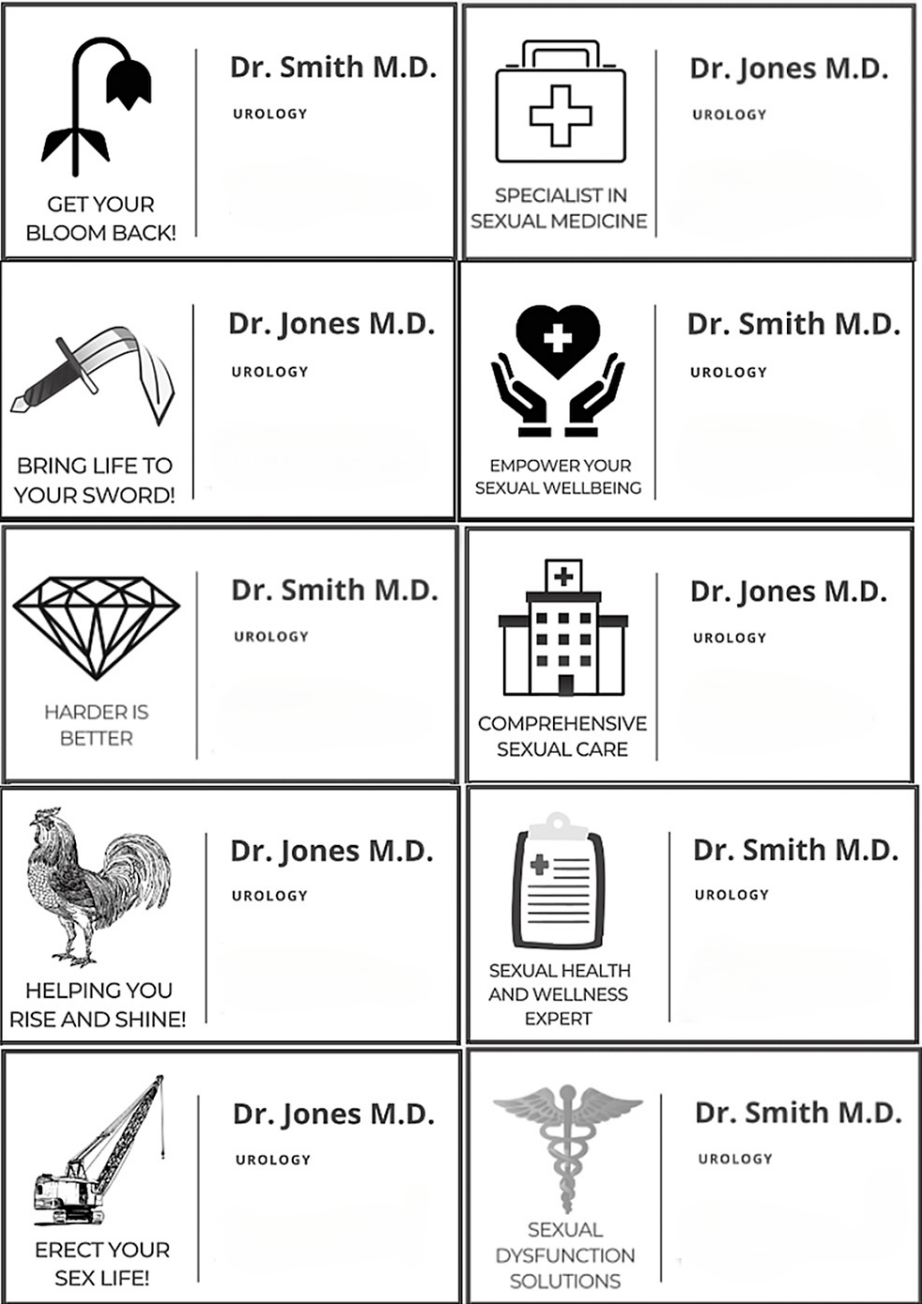 Dr. Smith M.D.
UROLOGY
GET YOUR
BLOOM BACK!
Dr. Jones M.D.
UROLOGY
SPECIALIST IN
SEXUAL MEDICINE
Dr. Jones M.D.
UROLOGY
BRING LIFE TO
YOUR SWORD!
Dr. Smith M.D.
UROLOGY
EMPOWER YOUR
SEXUAL WELLBEING
Dr. Smith M.D.
UROLOGY
HARDER IS
BETTER
Dr. Jones M.D.
UROLOGY
COMPREHENSIVE
SEXUAL CARE
Dr. Jones M.D.
UROLOGY
HELPING YOU
RISE AND SHINE!
Dr. Smith M.D.
UROLOGY
SEXUAL HEALTH
AND WELLNESS
EXPERT
Dr. Jones M.D.
UROLOGY
ERECT YOUR
SEX LIFE!
Dr. Smith M.D.
UROLOGY
SEXUAL
DYSFUNCTION
SOLUTIONS